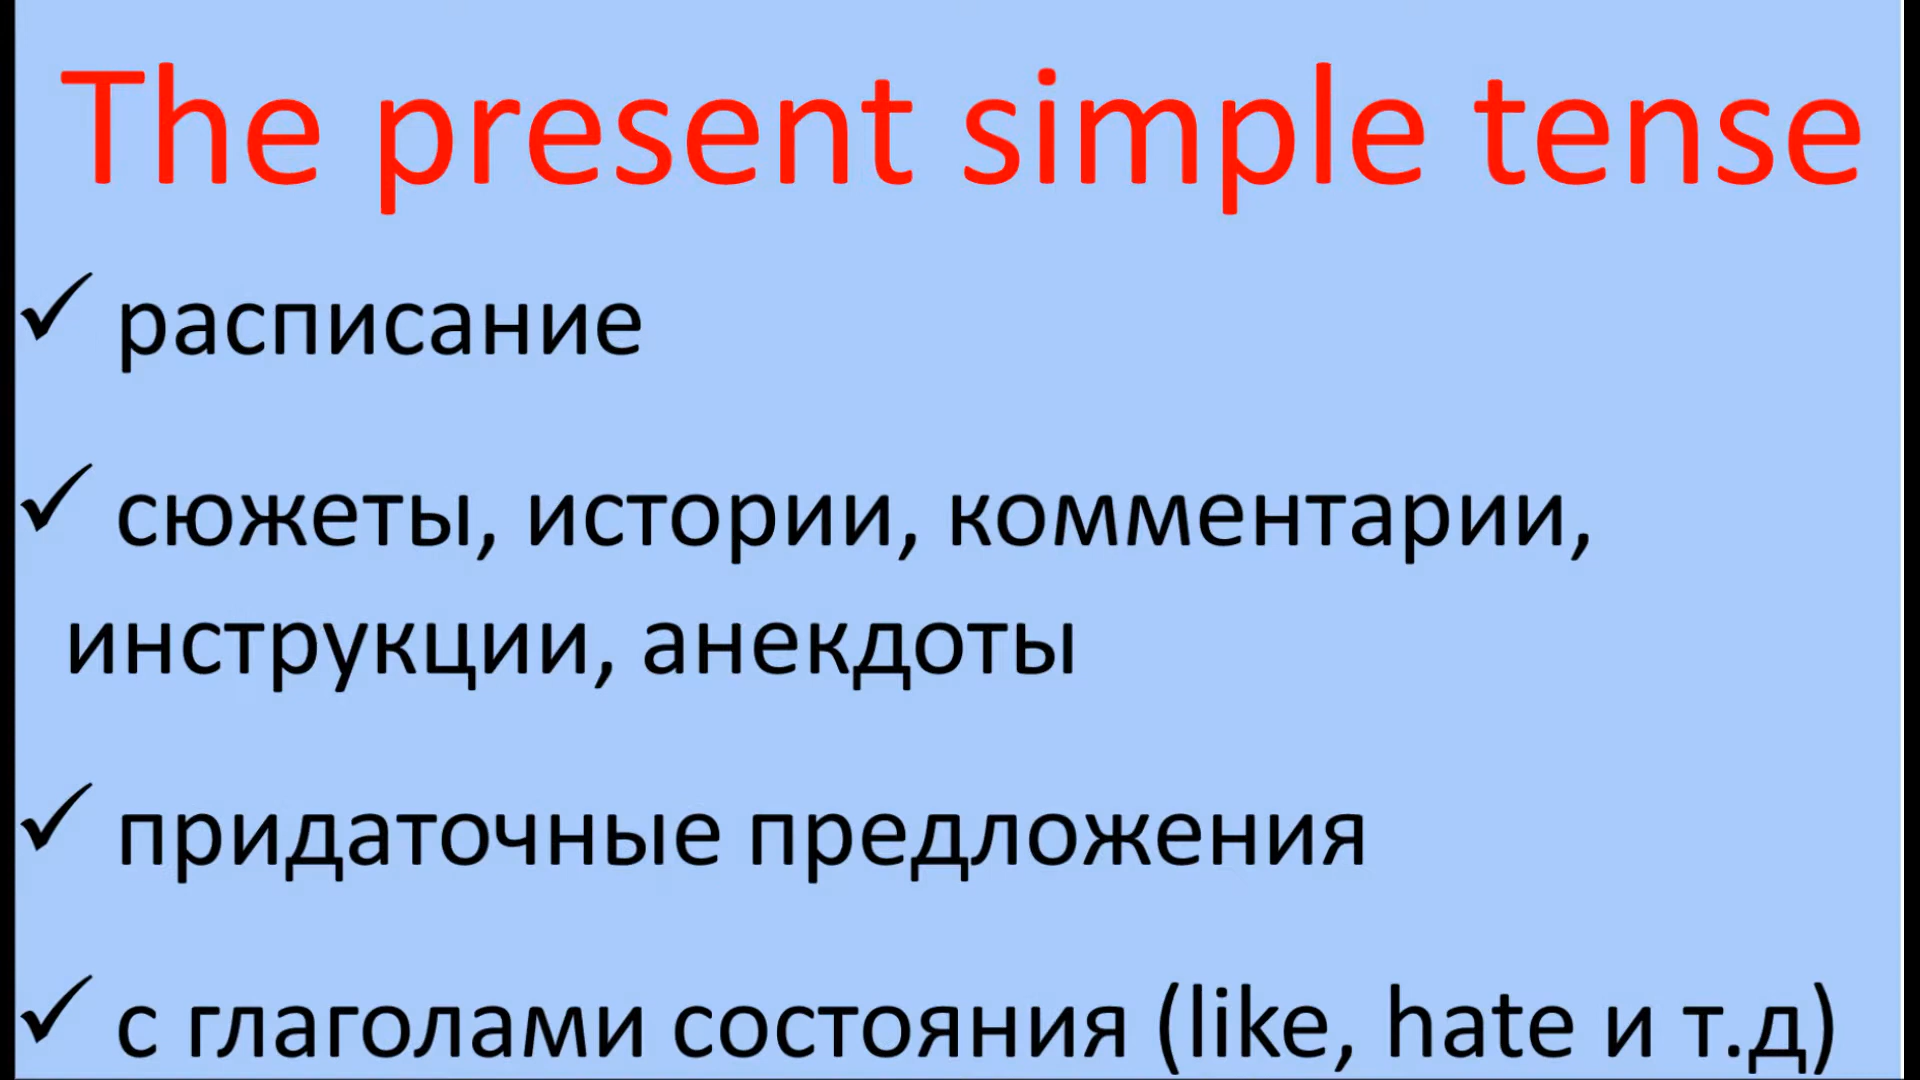 The present simple tense
✓ расписание
✓ сюжеты, истории, комментарии,
инструкции, анекдоты
✓ придаточные предложения
✓ с глаголами состояния (like, hate и т.д)